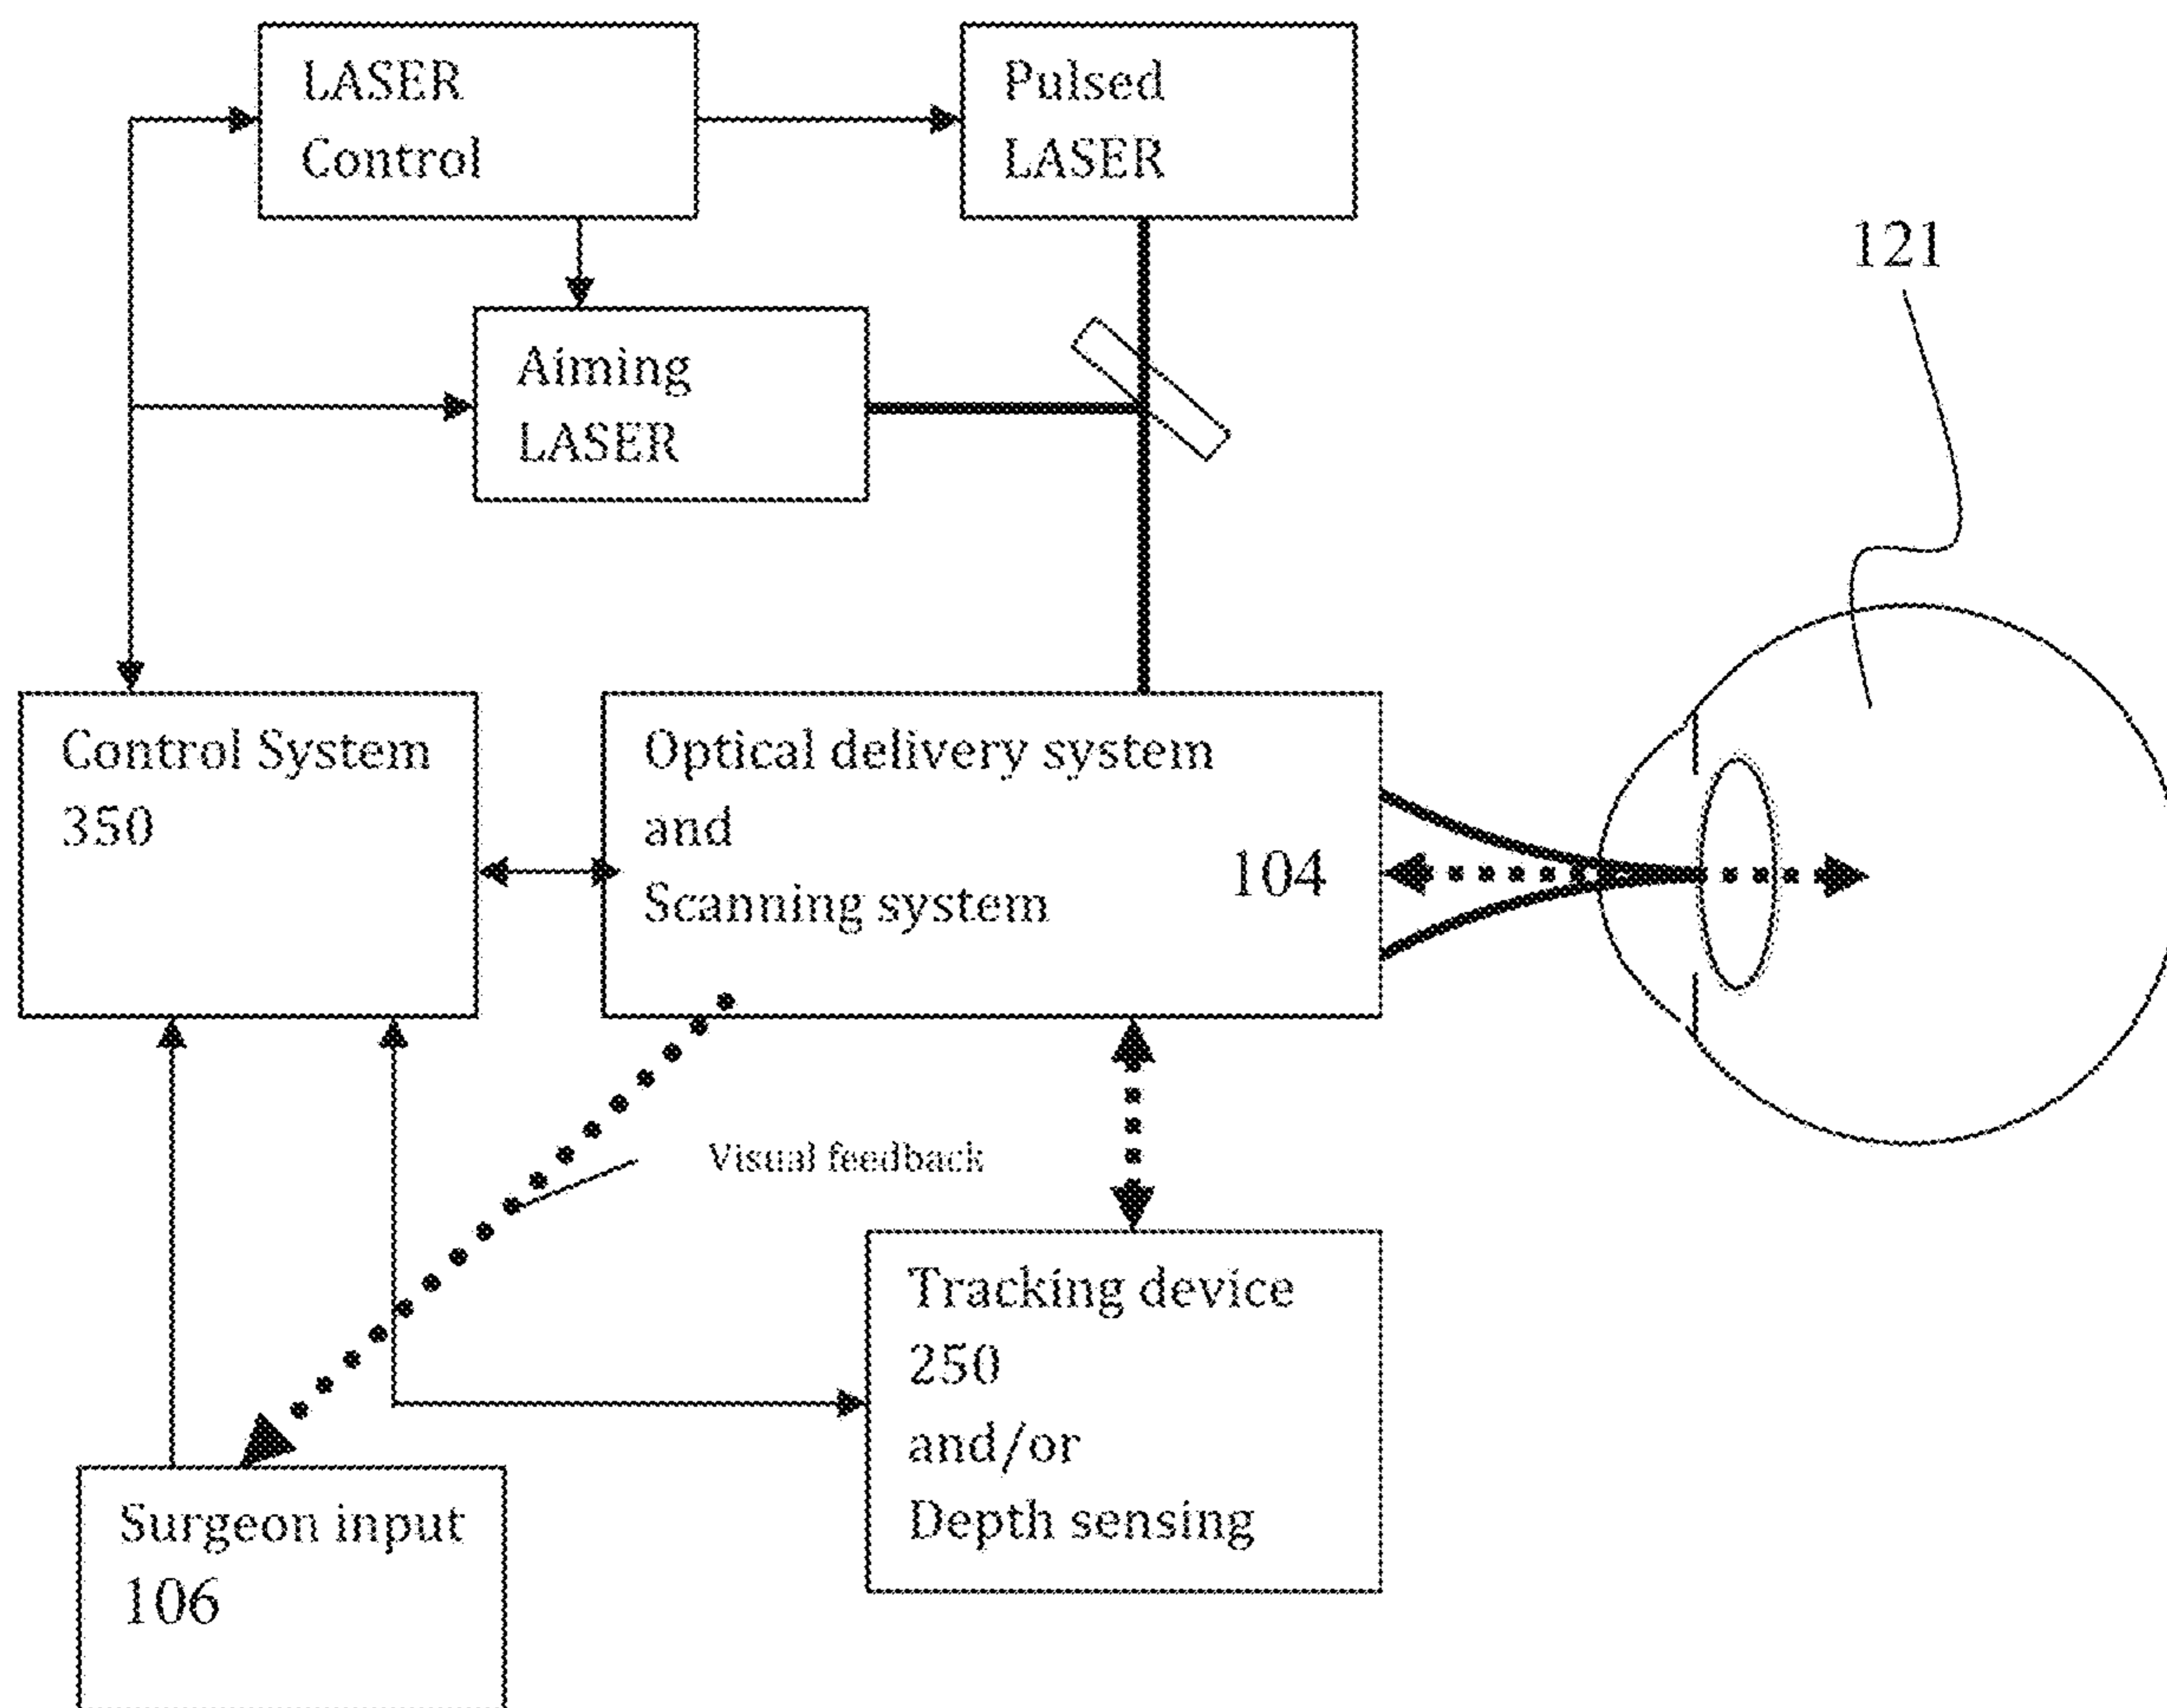 LASER
Control
Pulsed
LASER
121
Aiming
LASER
Control System
350
Optical delivery system
and
Scanning system
104
Visual feedback
Tracking device
250
and/or
Depth sensing
Surgeon input
106